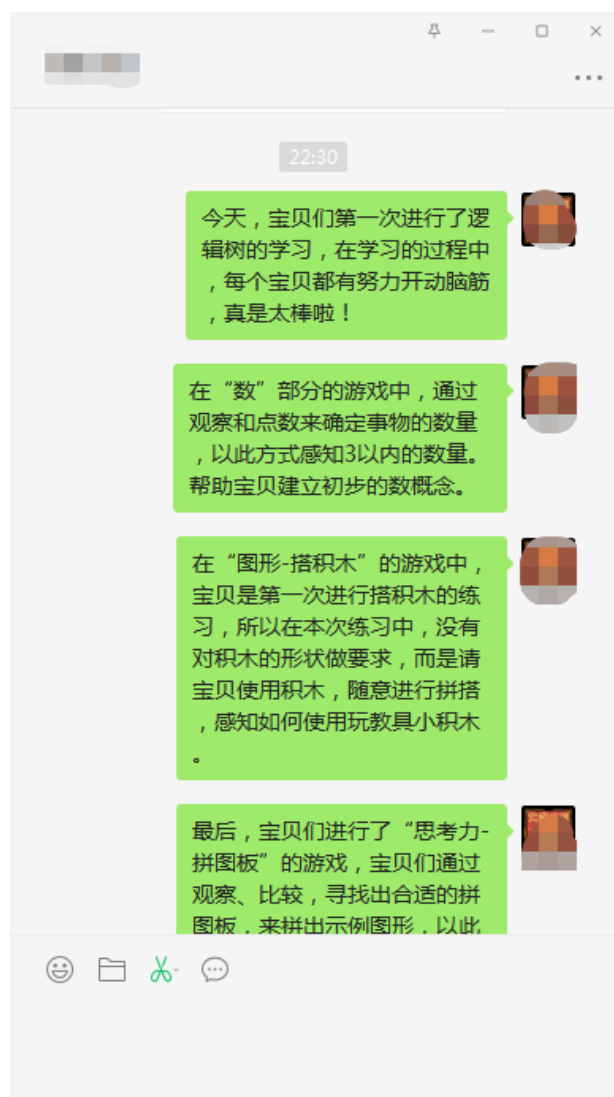 22:30
今天，宝贝们第一次进行了逻
辑树的学习，在学习的过程中
，每个宝贝都有努力开动脑筋
，真是太棒啦！
在“数”部分的游戏中，通过
观察和点数来确定事物的数量
，以此方式感知3以内的数量。
帮助宝贝建立初步的数概念。
在“图形-搭积木”的游戏中，
宝贝是第一次进行搭积木的练
习，所以在本次练习中，没有
对积木的形状做要求，而是请
宝贝使用积木，随意进行拼搭
，感知如何使用玩教具小积木
。
最后，宝贝们进行了“思考力-
拼图板”的游戏，宝贝们通过
观察、比较，寻找出合适的拼
图板，来拼出示例图形，以此